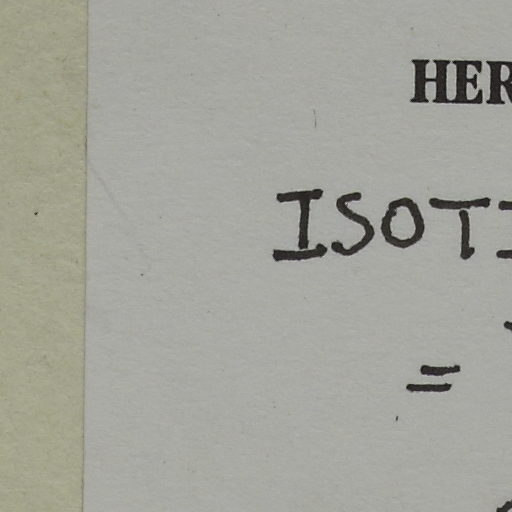 HER
ISOTI
=